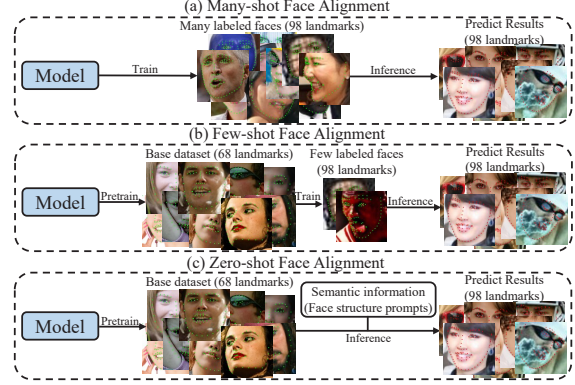 (a) Many-shot Face Alignment
Many labeled faces (98 landmarks)
Predict Results
(98 landmarks)
Model
Train
Inference
(b) Few-shot Face Alignment
Base dataset (68 landmarks)
Few labeled faces
(98 landmarks)
Predict Results
(98 landmarks)
Model
Pretrain
Train
Inference
(c) Zero-shot Face Alignment
Base dataset (68 landmarks)
Semantic information
(Face structure prompts)
Predict Results
(98 landmarks)
Model
Pretrain
Inference